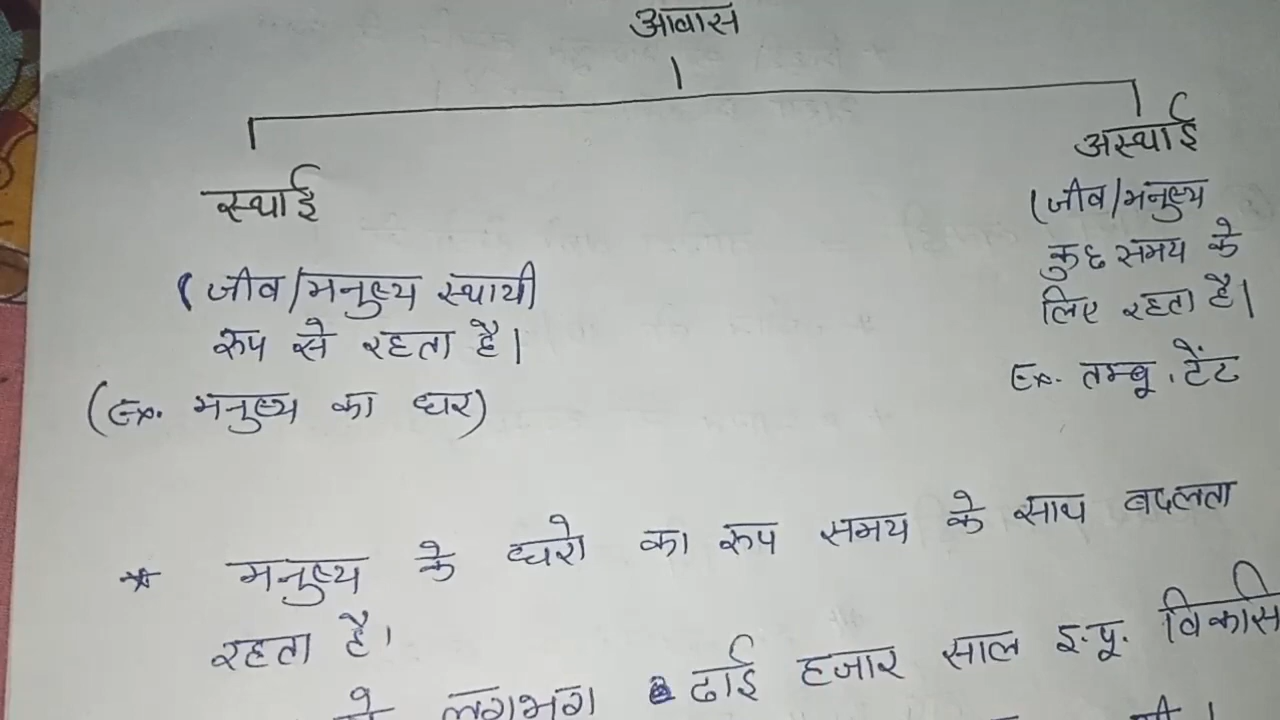 आवास
स्थाई
(जीव/मनुष्य स्थायी
रूप से रहता है।
(Ex. मनुष्य का घर)
अस्थाई
(जीव/मनुष्य
कुछ समय के
लिए रहता है।
Ex. तम्बू, टेंट
* मनुष्य के घरो का रूप समय के साथ बदलता
रहता है।
लगभग ढाई हजार साल इ.पू. विकसि